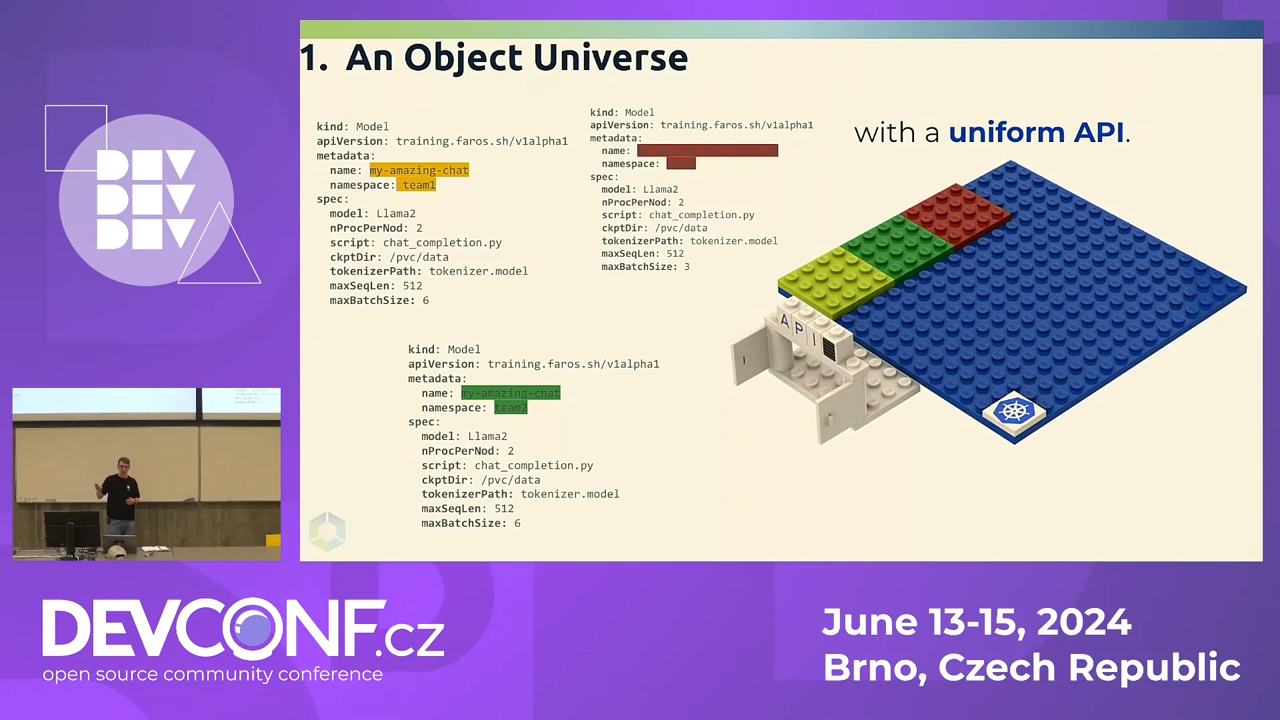 1. An Object Universe
kind: Model
apiVersion: training.faros.sh/v1alpha1
metadata:
name: my-amazing-chat
namespace: team1
spec:
model: Llama2
nProcPerNod: 2
script: chat_completion.py
ckptDir: /pvc/data
tokenizerPath: tokenizer.model
maxSeqLen: 512
maxBatchSize: 6
kind: Model
apiVersion: training.faros.sh/v1alpha1
metadata:
name:
namespace:
spec:
model: Llama2
nProcPerNod: 2
script: chat_completion.py
ckptDir: /pvc/data
tokenizerPath: tokenizer.model
maxSeqLen: 512
maxBatchSize: 3
kind: Model
apiVersion: training.faros.sh/v1alpha1
metadata:
name: my-amazing-chat
namespace: team2
spec:
model: Llama2
nProcPerNod: 2
script: chat_completion.py
ckptDir: /pvc/data
tokenizerPath: tokenizer.model
maxSeqLen: 512
maxBatchSize: 6
with a uniform API.
API
DEV
DEV
DEVCONF.cz
open source community conference
June 13-15, 2024
Brno, Czech Republic